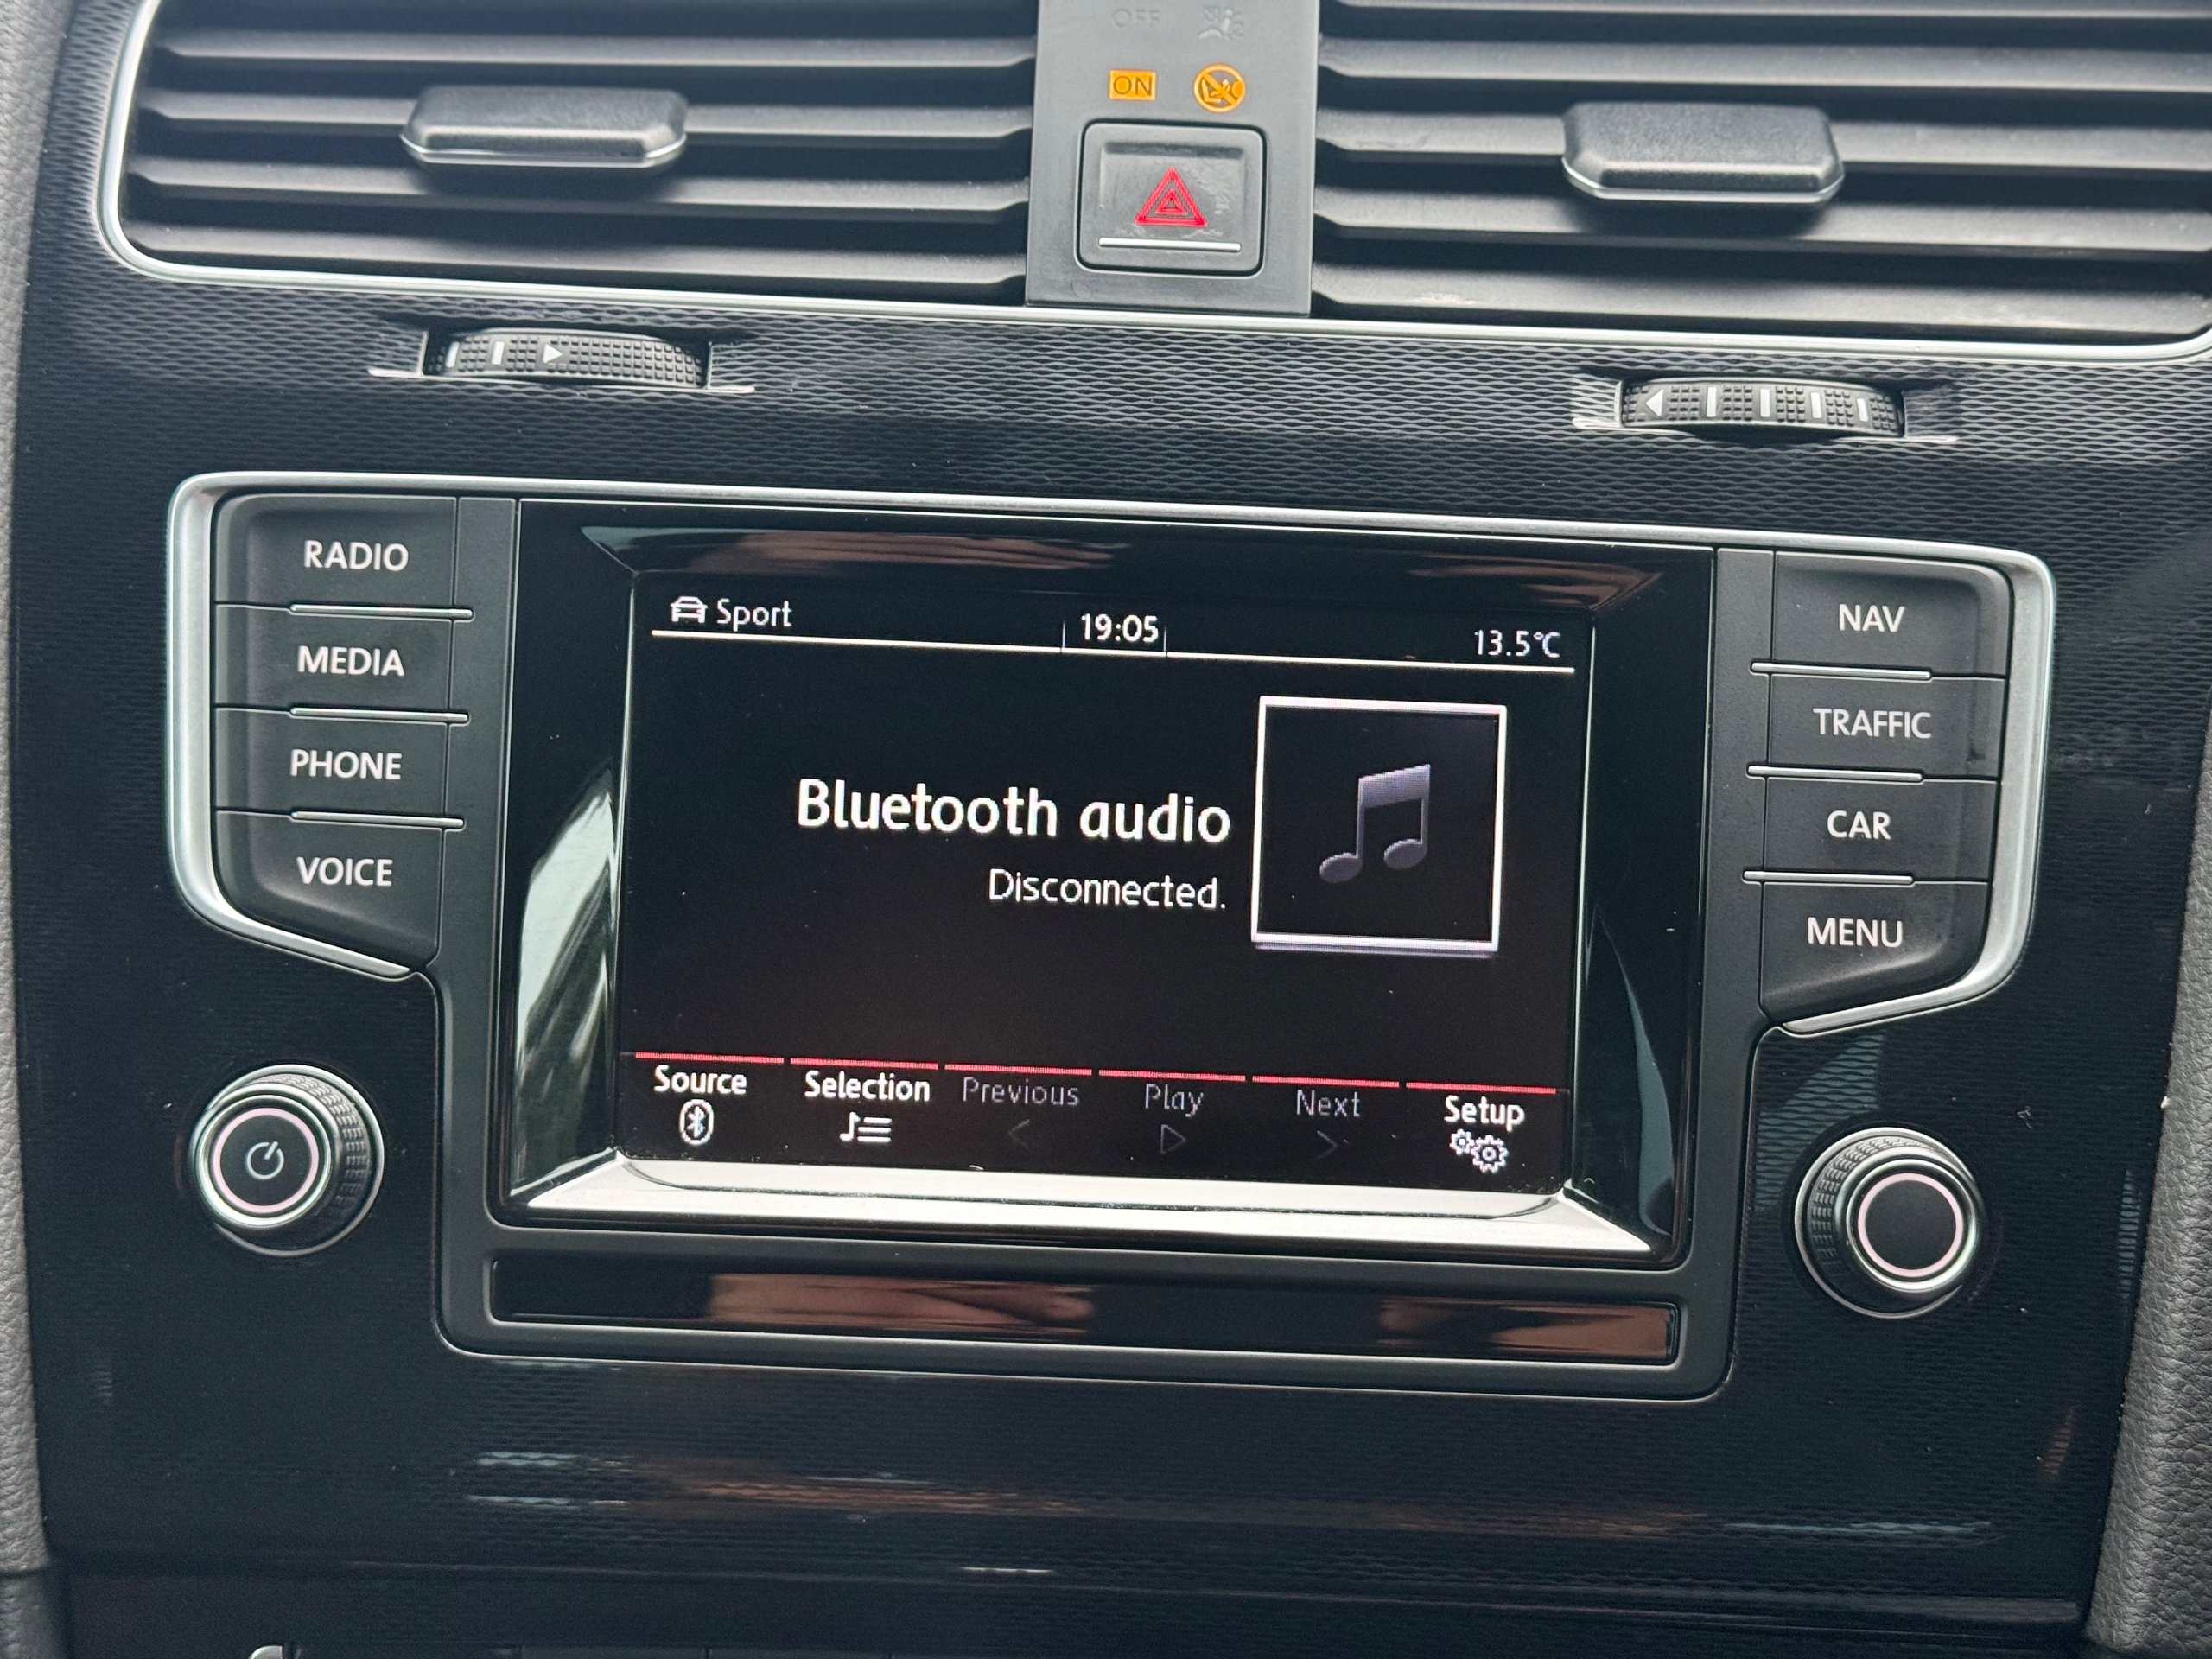 OFF
ON
RADIO
MEDIA
PHONE
VOICE
Sport 19:05 13.5°C
Bluetooth audio
Disconnected.
Source Selection Previous Play Next Setup
NAV
TRAFFIC
CAR
MENU